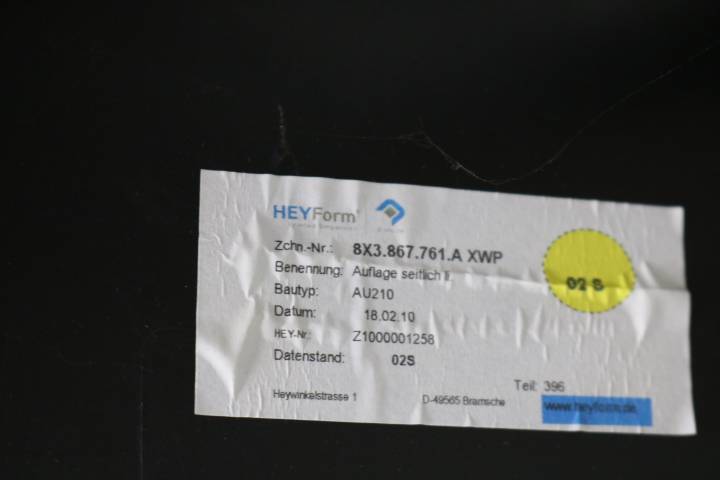 HEYForm
Zchn.-Nr.: 8X3.867.761.A XWP
Benennung: Auflage seitlich li
Bautyp: AU210
Datum: 18.02.10
HEY-Nr.: Z1000001258
Datenstand: 02S
02 S
Teil: 396
Heywinkelstrasse 1 D-49565 Bramsche
www.heyform.de